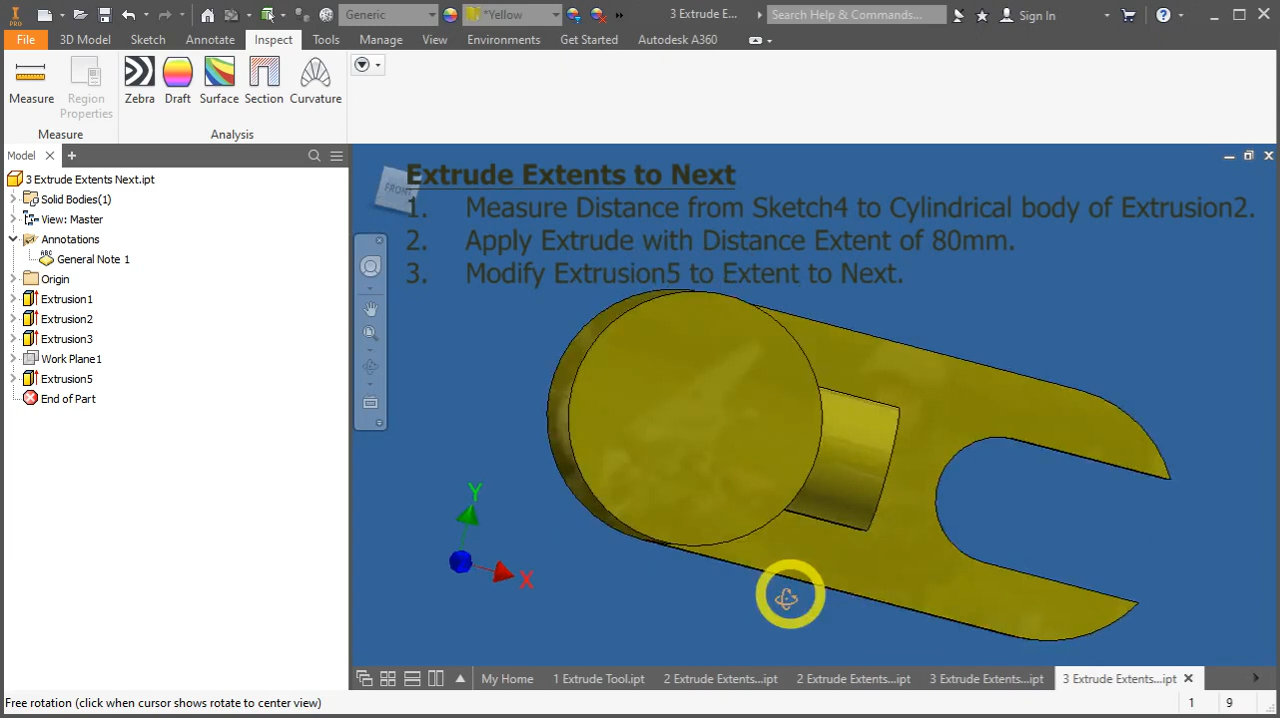 PRO
Generic
*Yellow
3 Extrude E...
Search Help & Commands...
Sign In
File
3D Model
Sketch
Annotate
Inspect
Tools
Manage
View
Environments
Get Started
Autodesk A360
Measure
Region
Properties
Zebra
Draft
Surface
Section
Curvature
Measure
Analysis
Model
3 Extrude Extents Next.ipt
Solid Bodies(1)
View: Master
Annotations
ABC
General Note 1
Origin
Extrusion1
Extrusion2
Extrusion3
Work Plane1
Extrusion5
End of Part
FRONT
Extrude Extents to Next
1. Measure Distance from Sketch4 to Cylindrical body of Extrusion2.
2. Apply Extrude with Distance Extent of 80mm.
3. Modify Extrusion5 to Extent to Next.
Y
X
My Home
1 Extrude Tool.ipt
2 Extrude Extents...ipt
2 Extrude Extents...ipt
3 Extrude Extents...ipt
3 Extrude Extents...ipt
Free rotation (click when cursor shows rotate to center view)
1
9